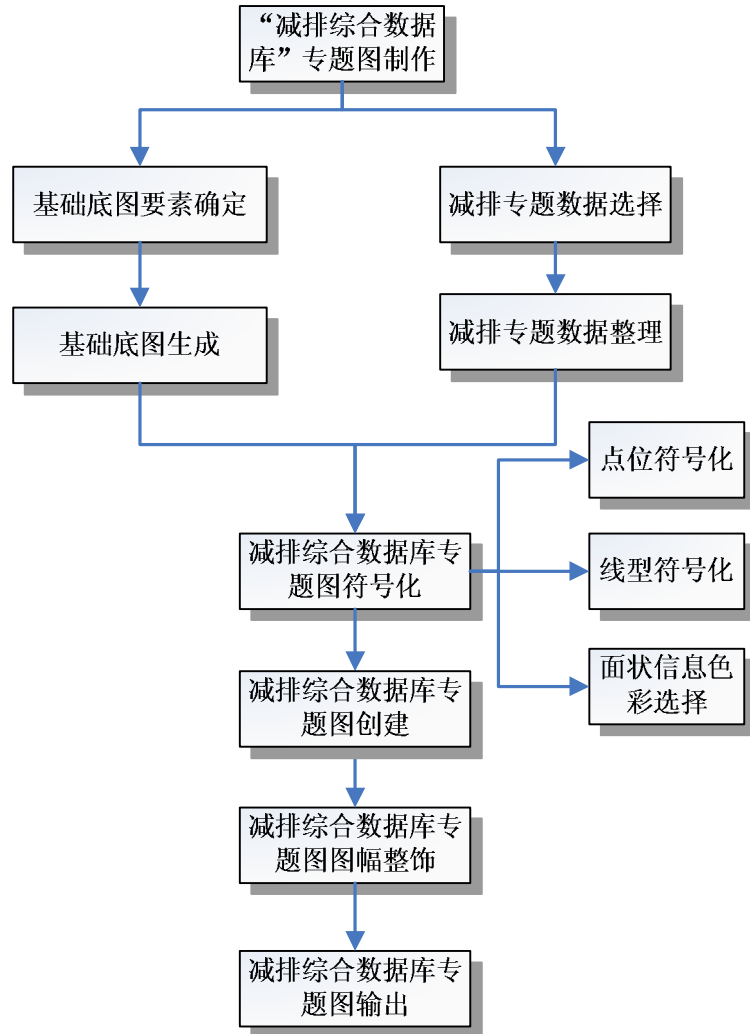 “减排综合数据
库”专题图制作
基础底图要素确定
减排专题数据选择
基础底图生成
减排专题数据整理
点位符号化
减排综合数据库专
题图符号化
线型符号化
面状信息色
彩选择
减排综合数据库专
题图创建
减排综合数据库专
题图图幅整饰
减排综合数据库专
题图输出